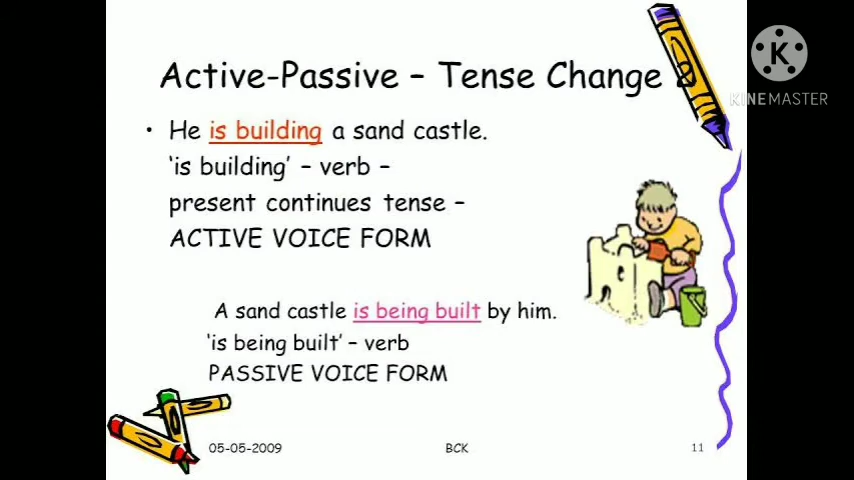 Active-Passive – Tense Change
• He is building a sand castle.
‘is building’ – verb –
present continues tense –
ACTIVE VOICE FORM
A sand castle is being built by him.
‘is being built’ – verb
PASSIVE VOICE FORM
05-05-2009
BCK
11
K
KINEMASTER